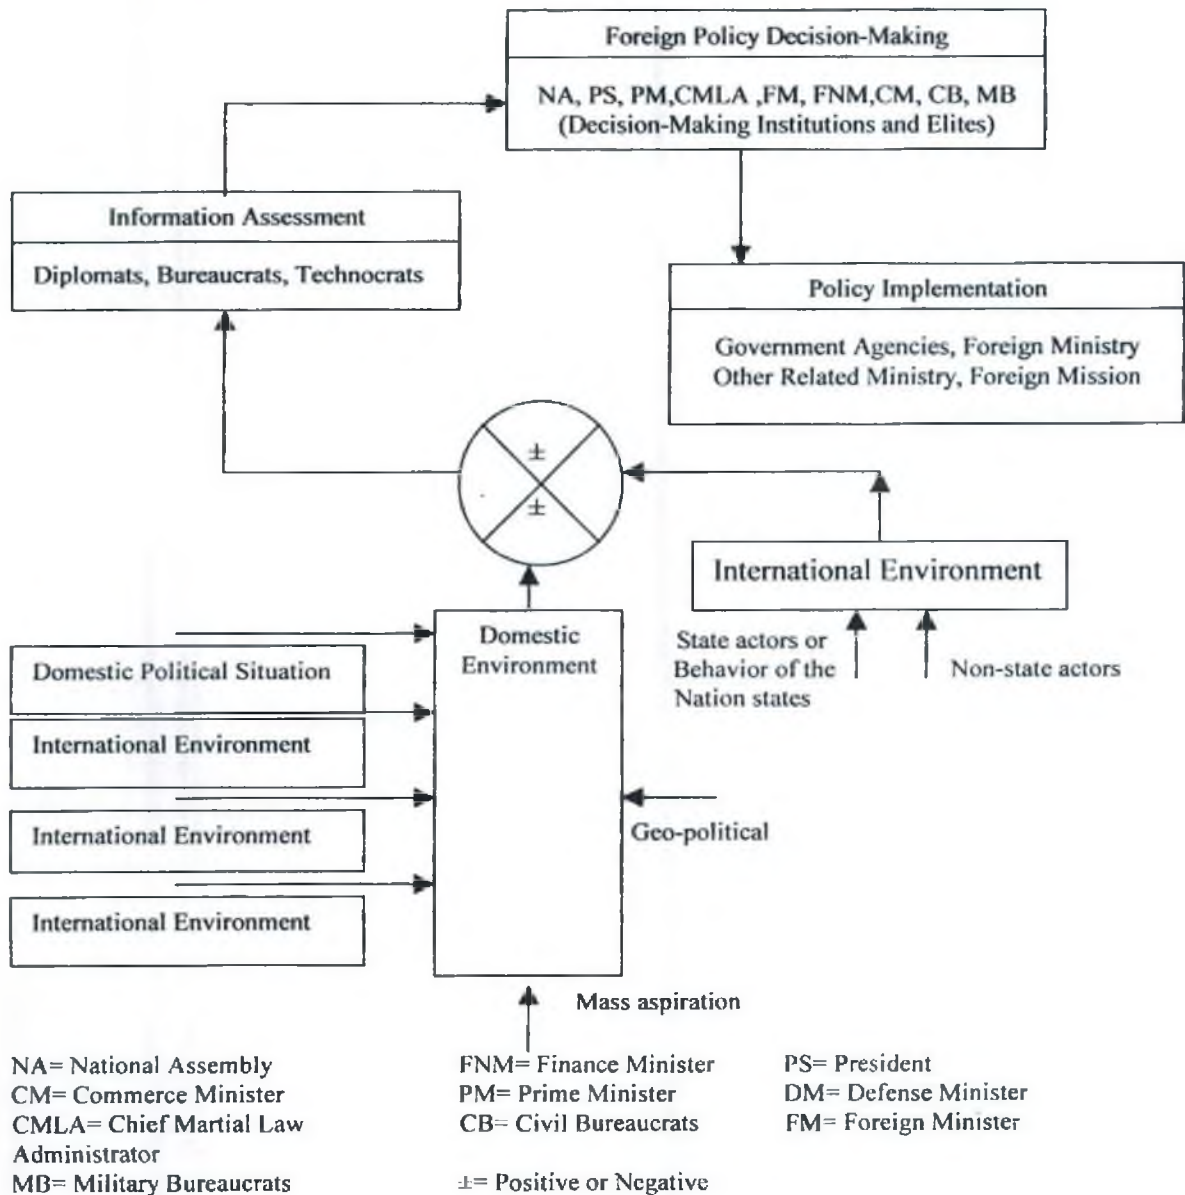 Foreign Policy Decision-Making
NA, PS, PM,CMLA ,FM, FNM,CM, CB, MB
(Decision-Making Institutions and Elites)
Information Assessment
Diplomats, Bureaucrats, Technocrats
Policy Implementation
Government Agencies, Foreign Ministry
Other Related Ministry, Foreign Mission
±
±
International Environment
State actors or
Behavior of the
Nation states
Non-state actors
Domestic
Environment
Domestic Political Situation
International Environment
International Environment
International Environment
Geo-political
Mass aspiration
NA= National Assembly
CM= Commerce Minister
CMLA= Chief Martial Law
Administrator
MB= Military Bureaucrats
FNM= Finance Minister
PM= Prime Minister
CB= Civil Bureaucrats
±= Positive or Negative
PS= President
DM= Defense Minister
FM= Foreign Minister